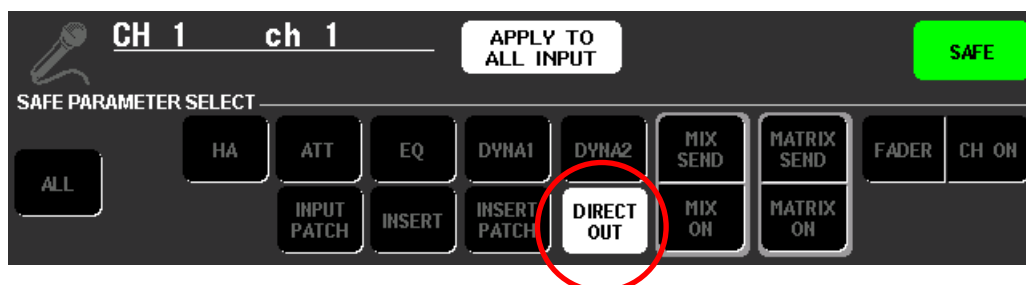 CH 1 ch 1
APPLY TO
ALL INPUT
SAFE
SAFE PARAMETER SELECT
ALL
HA
ATT
EQ
DYNA1
DYNA2
MIX
SEND
MATRIX
SEND
FADER
CH ON
INPUT
PATCH
INSERT
INSERT
PATCH
DIRECT
OUT
MIX
ON
MATRIX
ON